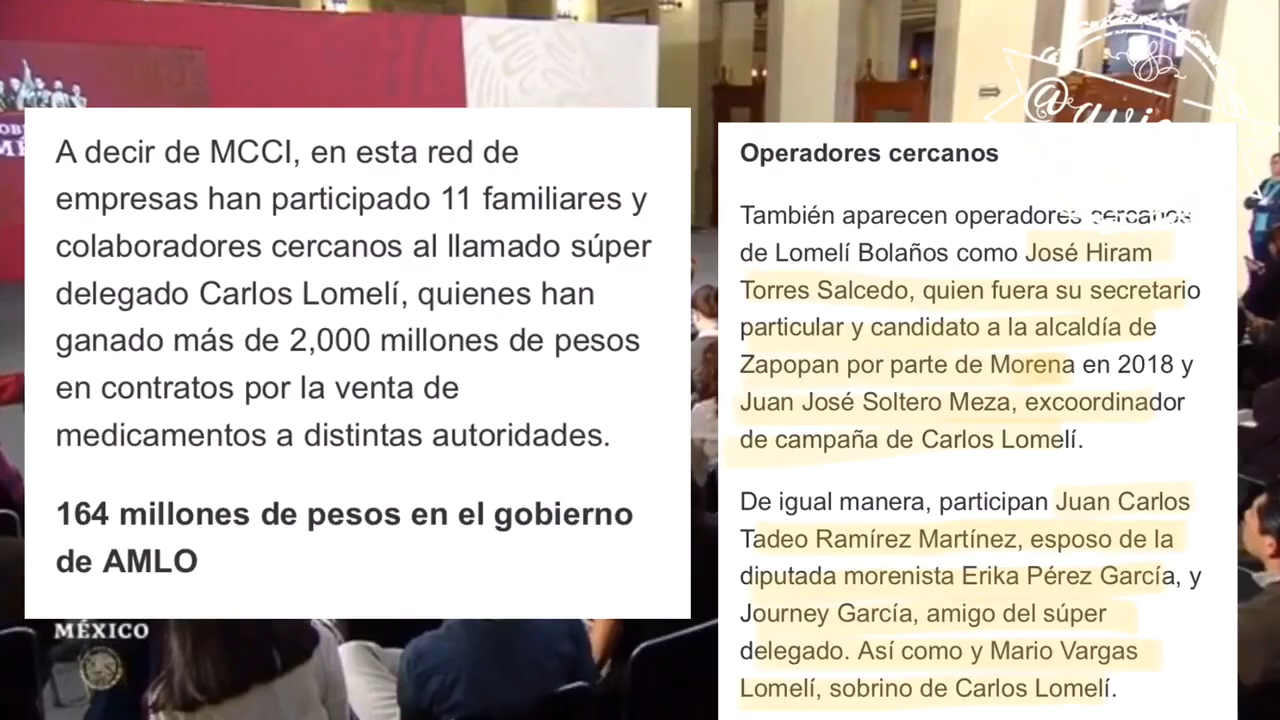 A decir de MCCI, en esta red de
empresas han participado 11 familiares y
colaboradores cercanos al llamado súper
delegado Carlos Lomelí, quienes han
ganado más de 2,000 millones de pesos
en contratos por la venta de
medicamentos a distintas autoridades.
164 millones de pesos en el gobierno
de AMLO
MÉXICO
Operadores cercanos
También aparecen operadores cercanos
de Lomelí Bolaños como José Hiram
Torres Salcedo, quien fuera su secretario
particular y candidato a la alcaldía de
Zapopan por parte de Morena en 2018 y
Juan José Soltero Meza, excoordinador
de campaña de Carlos Lomelí.
De igual manera, participan Juan Carlos
Tadeo Ramírez Martínez, esposo de la
diputada morenista Erika Pérez García, y
Journey García, amigo del súper
delegado. Así como y Mario Vargas
Lomelí, sobrino de Carlos Lomelí.